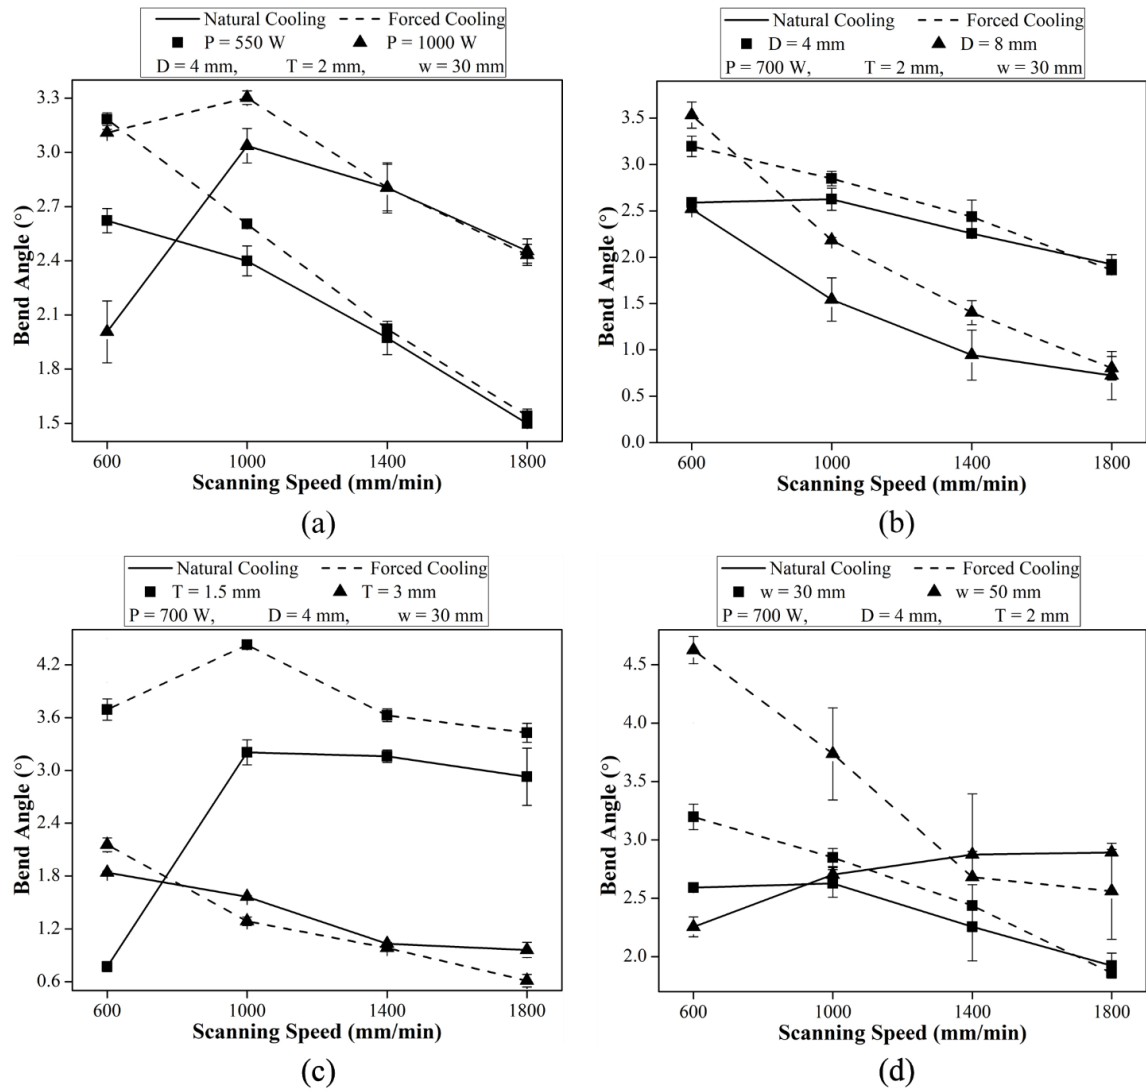 Natural Cooling Forced Cooling
P = 550 W P = 1000 W
D = 4 mm, T = 2 mm, w = 30 mm
3.3
3.0
2.7
2.4
2.1
1.8
1.5
Bend Angle (°)
600 1000 1400 1800
Scanning Speed (mm/min)
(a)
Natural Cooling Forced Cooling
D = 4 mm D = 8 mm
P = 700 W, T = 2 mm, w = 30 mm
3.5
3.0
2.5
2.0
1.5
1.0
0.5
0.0
Bend Angle (°)
600 1000 1400 1800
Scanning Speed (mm/min)
(b)
Natural Cooling Forced Cooling
T = 1.5 mm T = 3 mm
P = 700 W, D = 4 mm, w = 30 mm
4.2
3.6
3.0
2.4
1.8
1.2
0.6
Bend Angle (°)
600 1000 1400 1800
Scanning Speed (mm/min)
(c)
Natural Cooling Forced Cooling
w = 30 mm w = 50 mm
P = 700 W, D = 4 mm, T = 2 mm
4.5
4.0
3.5
3.0
2.5
2.0
Bend Angle (°)
600 1000 1400 1800
Scanning Speed (mm/min)
(d)